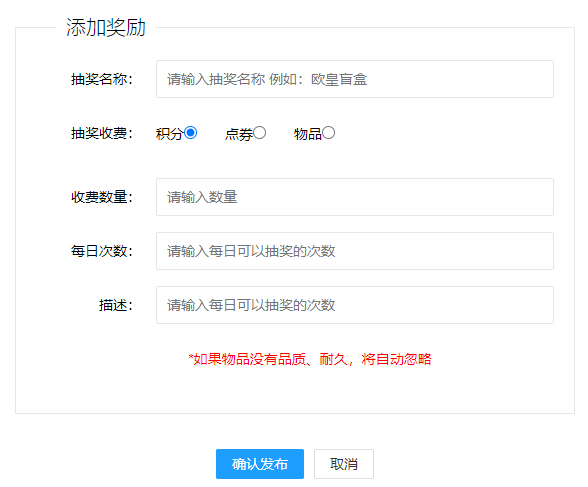 添加奖励
抽奖名称： 请输入抽奖名称 例如：欧皇盲盒
抽奖收费： 积分 点券 物品
收费数量： 请输入数量
每日次数： 请输入每日可以抽奖的次数
描述： 请输入每日可以抽奖的次数
*如果物品没有品质、耐久，将自动忽略
确认发布 取消